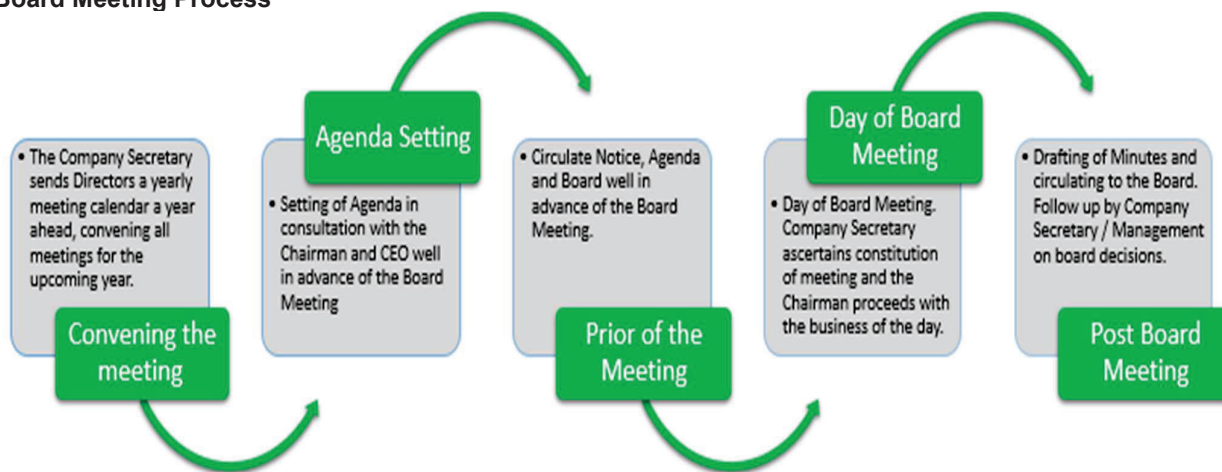 Board Meeting Process
• The Company Secretary
sends Directors a yearly
meeting calendar a year
ahead, convening all
meetings for the
upcoming year.
Convening the
meeting
Agenda Setting
• Setting of Agenda in
consultation with the
Chairman and CEO well
in advance of the Board
Meeting
• Circulate Notice, Agenda
and Board well in
advance of the Board
Meeting.
Prior of the
Meeting
Day of Board
Meeting
• Day of Board Meeting.
Company Secretary
ascertains constitution
of meeting and the
Chairman proceeds with
the business of the day.
• Drafting of Minutes and
circulating to the Board.
Follow up by Company
Secretary / Management
on board decisions.
Post Board
Meeting